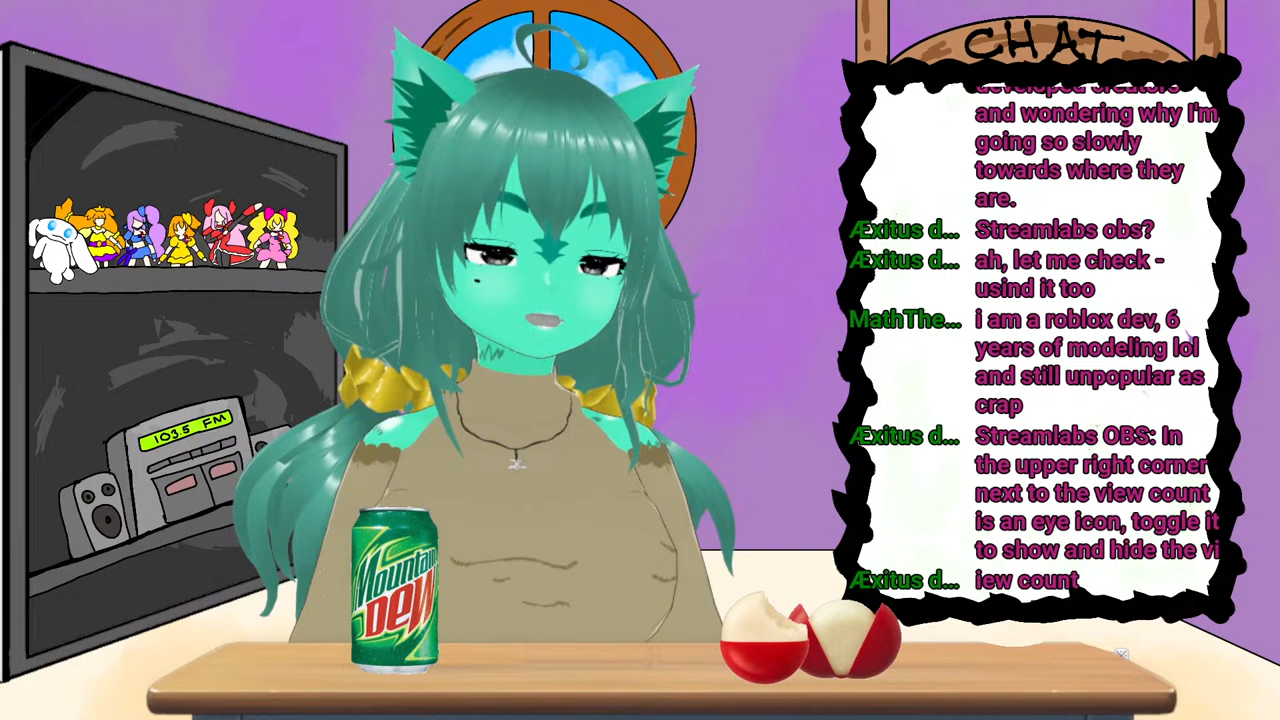 CHAT
developed creators
and wondering why I'm
going so slowly
towards where they
are.
Æxitus d... Streamlabs obs?
Æxitus d... ah, let me check -
usind it too
MathThe... i am a roblox dev, 6
years of modeling lol
and still unpopular as
crap
Æxitus d... Streamlabs OBS: In
the upper right corner
next to the view count
is an eye icon, toggle it
to show and hide the vi
Æxitus d... iew count
103.5 FM
Mountain
DEW